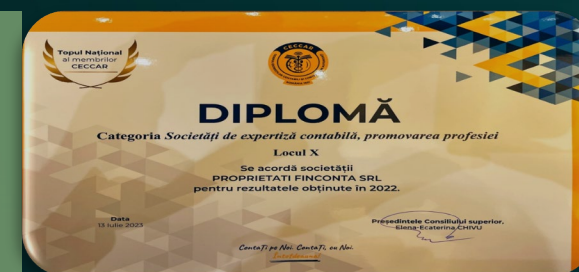 Topul Național
al membrilor
CECCAR
CECCAR
DIPLOMĂ
Categoria Societăți de expertiză contabilă, promovarea profesiei
Locul X
Se acordă societății
PROPRIETATI FINCONTA SRL
pentru rezultatele obținute în 2022.
Data
13 iulie 2023
Președintele Consiliului superior,
Elena-Ecaterina CHIVU
ContaȚi pe Noi. ContaȚi, cu Noi.